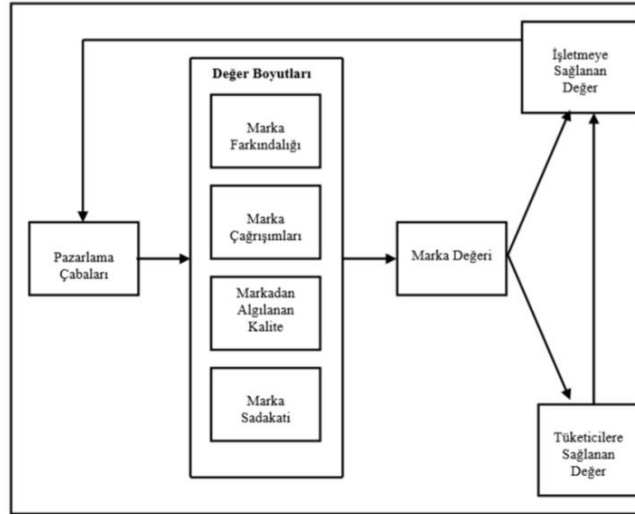 İşletmeye
Sağlanan
Değer
Değer Boyutları
Marka
Farkındalığı
Marka
Çağrışımları
Pazarlama
Çabaları
Marka Değeri
Markadan
Algılanan
Kalite
Marka
Sadakati
Tüketicilere
Sağlanan
Değer